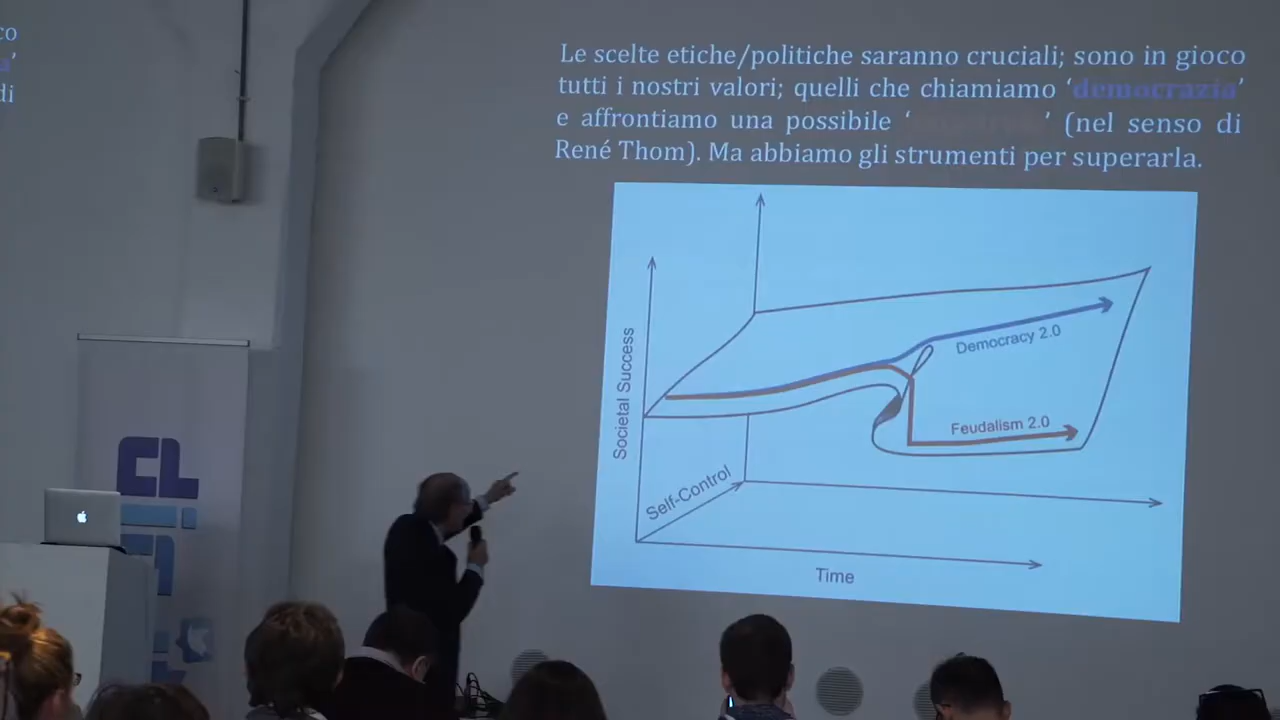 co
a’
di
Le scelte etiche/politiche saranno cruciali; sono in gioco
tutti i nostri valori; quelli che chiamiamo ‘democrazia’
e affrontiamo una possibile ‘ ’ (nel senso di
René Thom). Ma abbiamo gli strumenti per superarla.
Societal Success
Democracy 2.0
Feudalism 2.0
Self-Control
Time